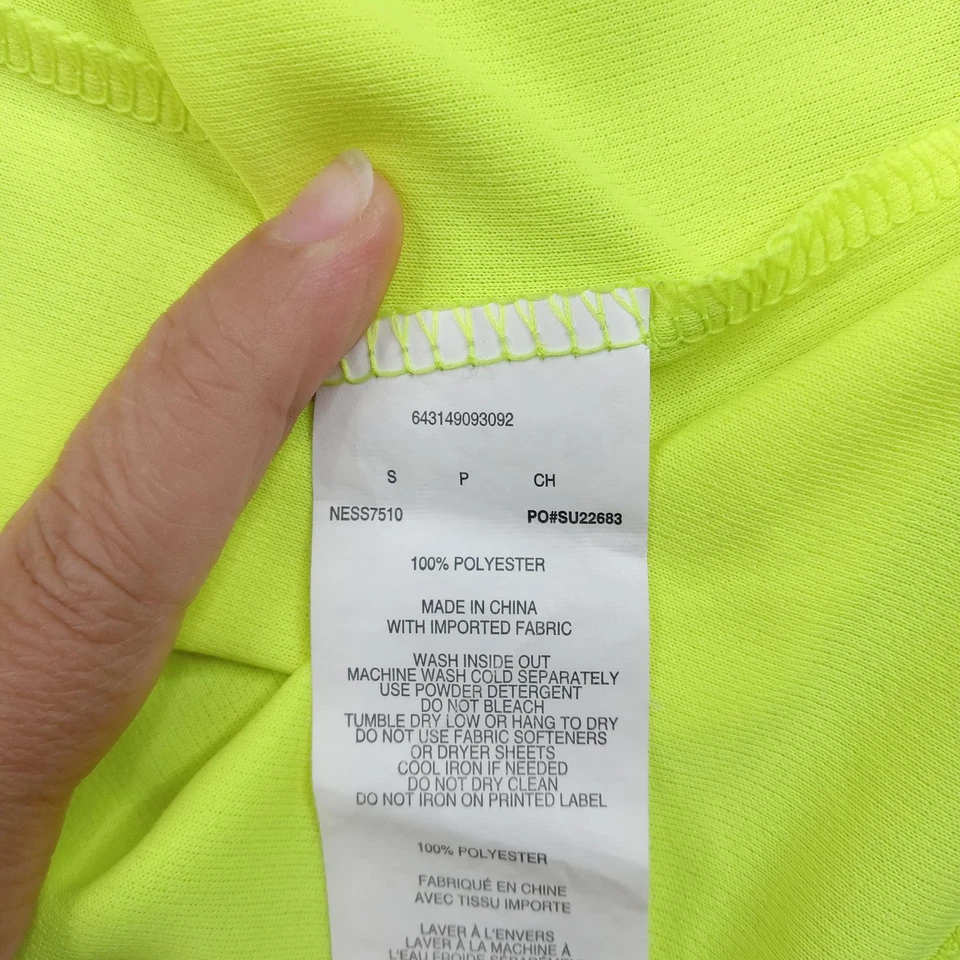 643149093092
S P CH
NESS7510 PO#SU22683
100% POLYESTER
MADE IN CHINA
WITH IMPORTED FABRIC
WASH INSIDE OUT
MACHINE WASH COLD SEPARATELY
USE POWDER DETERGENT
DO NOT BLEACH
TUMBLE DRY LOW OR HANG TO DRY
DO NOT USE FABRIC SOFTENERS
OR DRYER SHEETS
COOL IRON IF NEEDED
DO NOT DRY CLEAN
DO NOT IRON ON PRINTED LABEL
100% POLYESTER
FABRIQUÉ EN CHINE
AVEC TISSU IMPORTE
LAVER À L'ENVERS
LAVER À LA MACHINE À
L'EAU FROIDE SÉPARÉMENT